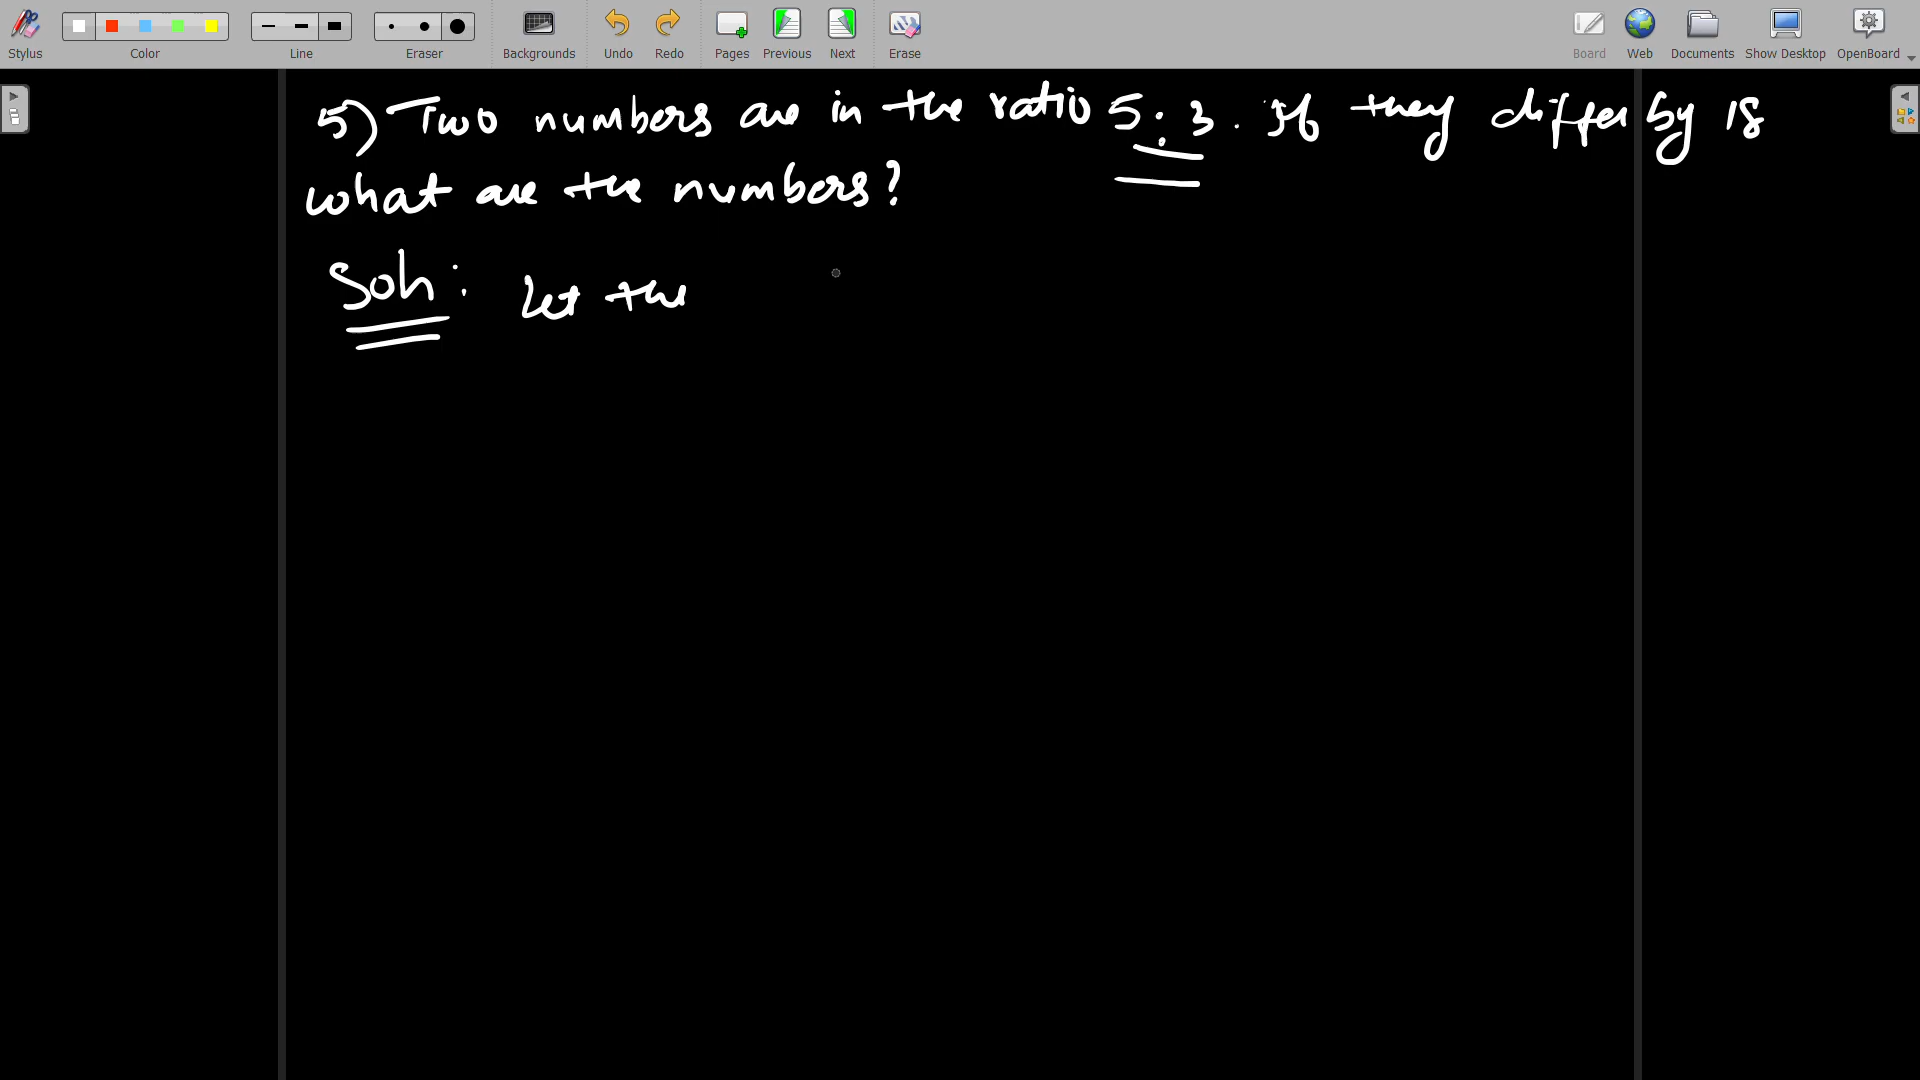 Stylus Color Line Eraser Backgrounds Undo Redo Pages Previous Next Erase Board Web Documents Show Desktop OpenBoard
5) Two numbers are in the ratio 5:3. If they differ by 18
what are the numbers?
Soln: Let the